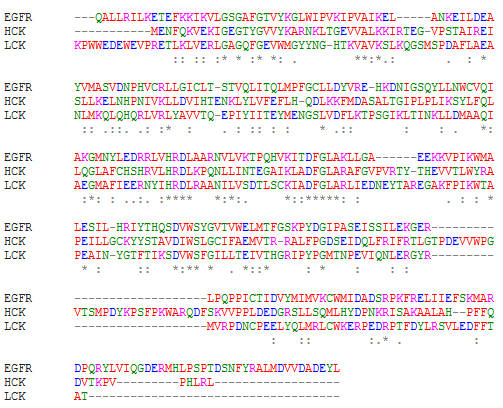 EGFR ---QALLRILKETEFKKIKVLGSGAFGTVYKGLWIPVKIPVAIKEL-----ANKEILDEA
HCK -----------MENFQKVEKIGEGTYGVVYKARNKLTGEVVALKKIRTEG-VPSTAIREI
LCK KPWWEDEWEVPRETLKLVERLGAGQFGEVWMGYYNG-HTKVAVKSLKQGSMSPDAFLAEA
EGFR YVMASVDNPHVCRLLGICLT-STVQLITQLMPFGCLLDYVRE-HKDNIGSQYLLNWCVQI
HCK SLLKELNHPNIVKLLDVIHTENKLYLVFEFLH-QDLKKFMDASALTGIPLPLIKSYLFQL
LCK NLMKQLQHQRLVRLYAVVTQ-EPIYIITEYMENGSLVDFLKTPSGIKLTINKLLDMAAQI
EGFR AKGMNYLEDRRLVHRDLAARNVLVKTPQHVKITDFGLAKLLGA------EEKKVPIKWMA
HCK LQGLAFCHSHRVLHRDLKPQNLLINTEGAIKLADFGLARAFGVPVRTY-THEVVTLWYRA
LCK AEGMAFIEERNYIHRDLRAANILVSDTLSCKIADFGLARLIEDNEYTAREGAKFPIKWTA
EGFR LESIL-HRIYTHQSDVWSYGVTVWELMTFGSKPYDGIPASEISSILEKGER---------
HCK PEILLGCKYYSTAVDIWSLGCIFAEMVTR-RALFPGDSEIDQLFRIFRTLGTPDEVVWPG
LCK PEAIN-YGTFTIKSDVWSFGILLTEIVTHGRIPYPGMTNPEVIQNLERGYR---------
EGFR --------------------LPQPPICTIDVYMIMVKCWMIDADSRPKFRELIIEFSKMAR
HCK VTSMPDYKPSFPKWARQDFSKVVPPLDEDGRSLLSQMLHYDPNKRISAKAALAH--PFFQ
LCK --------------------MVRPDNCPEELYQLMRLCWKERPEDRPTFDYLRSVLEDFFT
EGFR DPQRYLVIQGDERMHLPSPTDSNFYRALMDVVDADEYL
HCK DVTKPV----------PHLRL-----------------
LCK AT------------------------------------